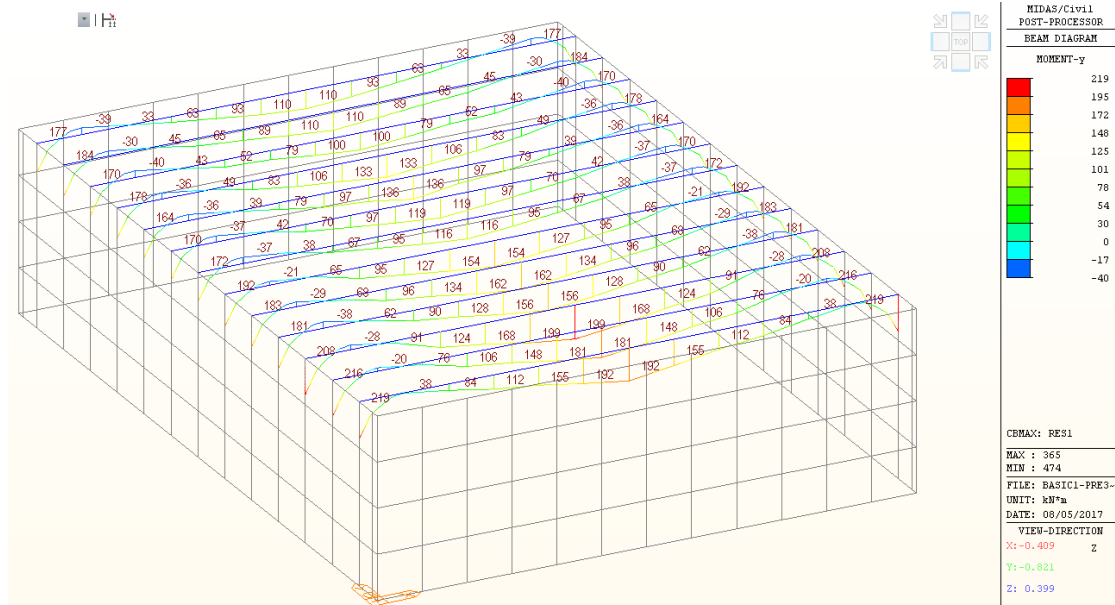 TOP
177 -39 33 63 93 110 110 93 63 33 -39 177
184 -30 45 65 89 110 110 89 65 45 -30 184
170 -40 43 52 79 100 100 79 52 43 -40 170
178 -36 49 83 106 133 106 83 49 -36 178
164 -36 39 79 97 136 136 97 79 39 -36 164
170 -37 42 70 97 119 119 97 70 42 -37 170
172 -37 38 67 95 116 116 95 67 38 -37 172
192 -21 65 95 127 154 154 127 95 65 -21 192
183 -29 68 96 134 162 162 134 96 68 -29 183
181 -38 62 90 128 156 156 128 90 62 -38 181
208 -28 91 124 168 199 199 168 124 91 -28 208
216 -20 76 106 148 181 181 148 106 76 -20 216
219 38 84 112 155 192 192 155 112 84 38 219
MIDAS/Civil
POST-PROCESSOR
BEAM DIAGRAM
MOMENT-y
219
195
172
148
125
101
78
54
30
0
-17
-40
CBMAX: RES1
MAX : 365
MIN : 474
FILE: BASIC1-PRE3~
UNIT: kN*m
DATE: 08/05/2017
VIEW-DIRECTION
X:-0.409 Z
Y:-0.821
Z: 0.399